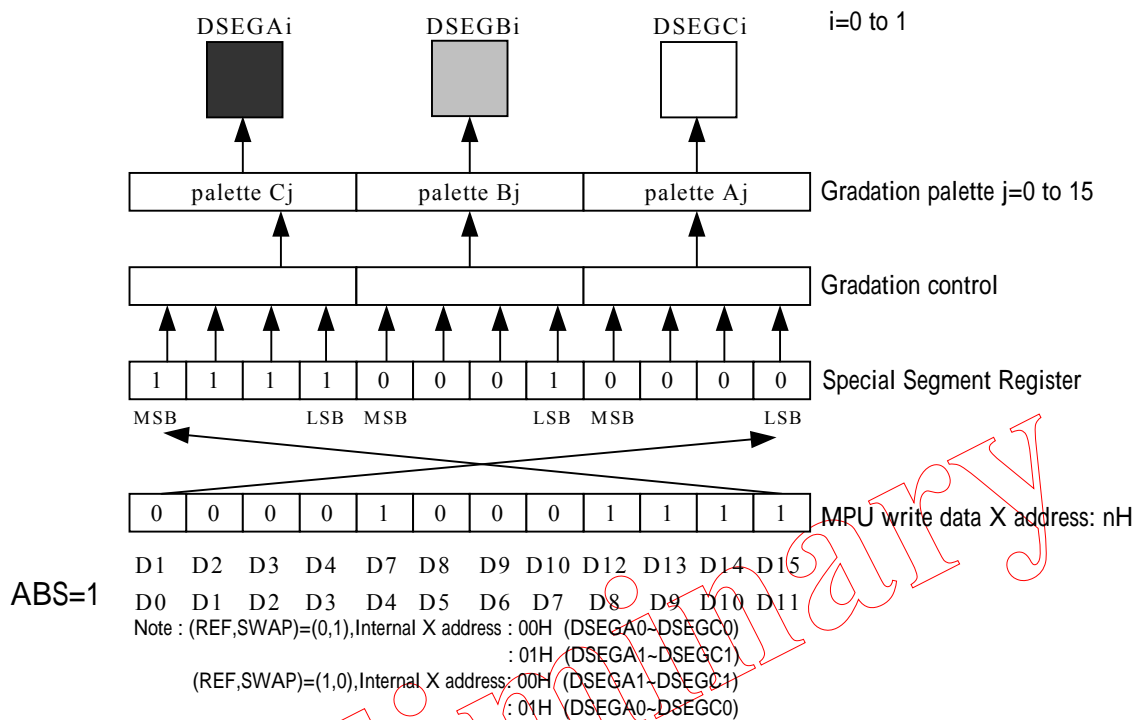 i=0 to 1
DSEGAi DSEGBi DSEGCi
palette Cj palette Bj palette Aj Gradation palette j=0 to 15
Gradation control
1 1 1 1 0 0 0 1 0 0 0 0 Special Segment Register
MSB LSB MSB LSB MSB LSB
0 0 0 0 1 0 0 0 1 1 1 1 MPU write data X address: nH
D1 D2 D3 D4 D7 D8 D9 D10 D12 D13 D14 D15
ABS=1 D0 D1 D2 D3 D4 D5 D6 D7 D8 D9 D10 D11
Note : (REF,SWAP)=(0,1),Internal X address : 00H (DSEGA0~DSEGC0)
: 01H (DSEGA1~DSEGC1)
(REF,SWAP)=(1,0),Internal X address: 00H (DSEGA1~DSEGC1)
: 01H (DSEGA0~DSEGC0)